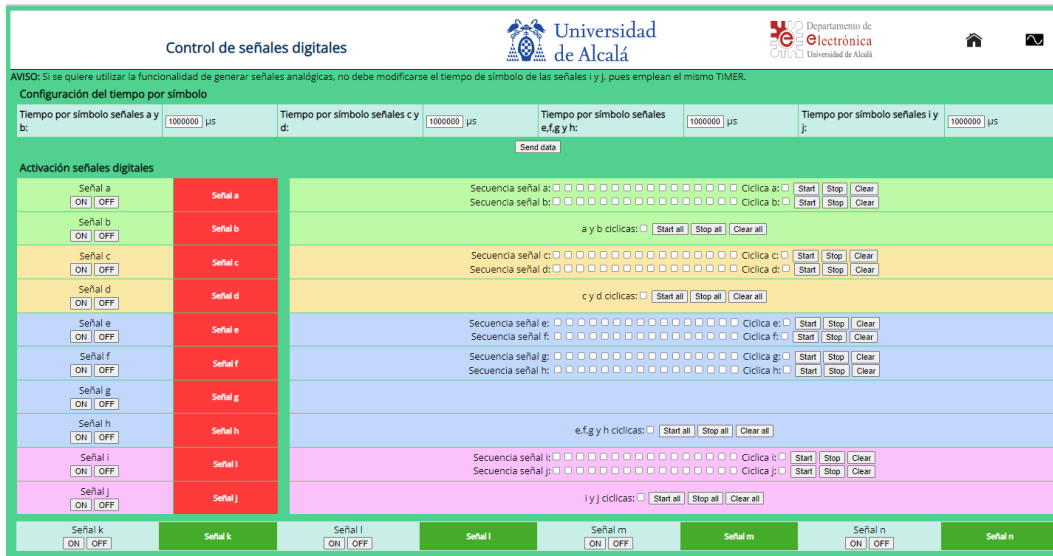 Control de señales digitales
Universidad
de Alcalá
Departamento de
electrónica
Universidad de Alcalá
AVISO: Si se quiere utilizar la funcionalidad de generar señales analógicas, no debe modificarse el tiempo de símbolo de las señales i y j, pues emplean el mismo TIMER.
Configuración del tiempo por símbolo
Tiempo por símbolo señales a y b: 1000000 µs
Tiempo por símbolo señales c y d: 1000000 µs
Tiempo por símbolo señales e,f,g y h: 1000000 µs
Tiempo por símbolo señales i y j: 1000000 µs
Send data
Activación señales digitales
Señal a
ON OFF
Señal a
Secuencia señal a: Ciclica a: Start Stop Clear
Secuencia señal b: Ciclica b: Start Stop Clear
Señal b
ON OFF
Señal b
a y b ciclicas: Start all Stop all Clear all
Señal c
ON OFF
Señal c
Secuencia señal c: Ciclica c: Start Stop Clear
Secuencia señal d: Ciclica d: Start Stop Clear
Señal d
ON OFF
Señal d
c y d ciclicas: Start all Stop all Clear all
Señal e
ON OFF
Señal e
Secuencia señal e: Ciclica e: Start Stop Clear
Secuencia señal f: Ciclica f: Start Stop Clear
Señal f
ON OFF
Señal f
Secuencia señal g: Ciclica g: Start Stop Clear
Secuencia señal h: Ciclica h: Start Stop Clear
Señal g
ON OFF
Señal g
Señal h
ON OFF
Señal h
e,f,g y h ciclicas: Start all Stop all Clear all
Señal i
ON OFF
Señal i
Secuencia señal i: Ciclica i: Start Stop Clear
Secuencia señal j: Ciclica j: Start Stop Clear
Señal j
ON OFF
Señal j
i y j ciclicas: Start all Stop all Clear all
Señal k
ON OFF
Señal k
Señal l
ON OFF
Señal l
Señal m
ON OFF
Señal m
Señal n
ON OFF
Señal n